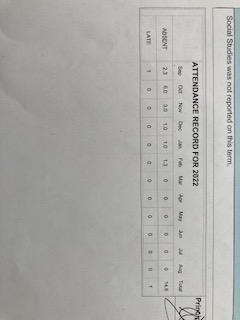 Social Studies was not reported on this term.
Princip
ATTENDANCE RECORD FOR 2022
Sep Oct Nov Dec Jan Feb Mar Apr May Jun Jul Aug Total
ABSENT 2.3 6.0 3.0 1.0 1.0 1.3 0 0 0 0 0 0 14.6
LATE 1 0 0 0 0 0 0 0 0 0 0 0 1